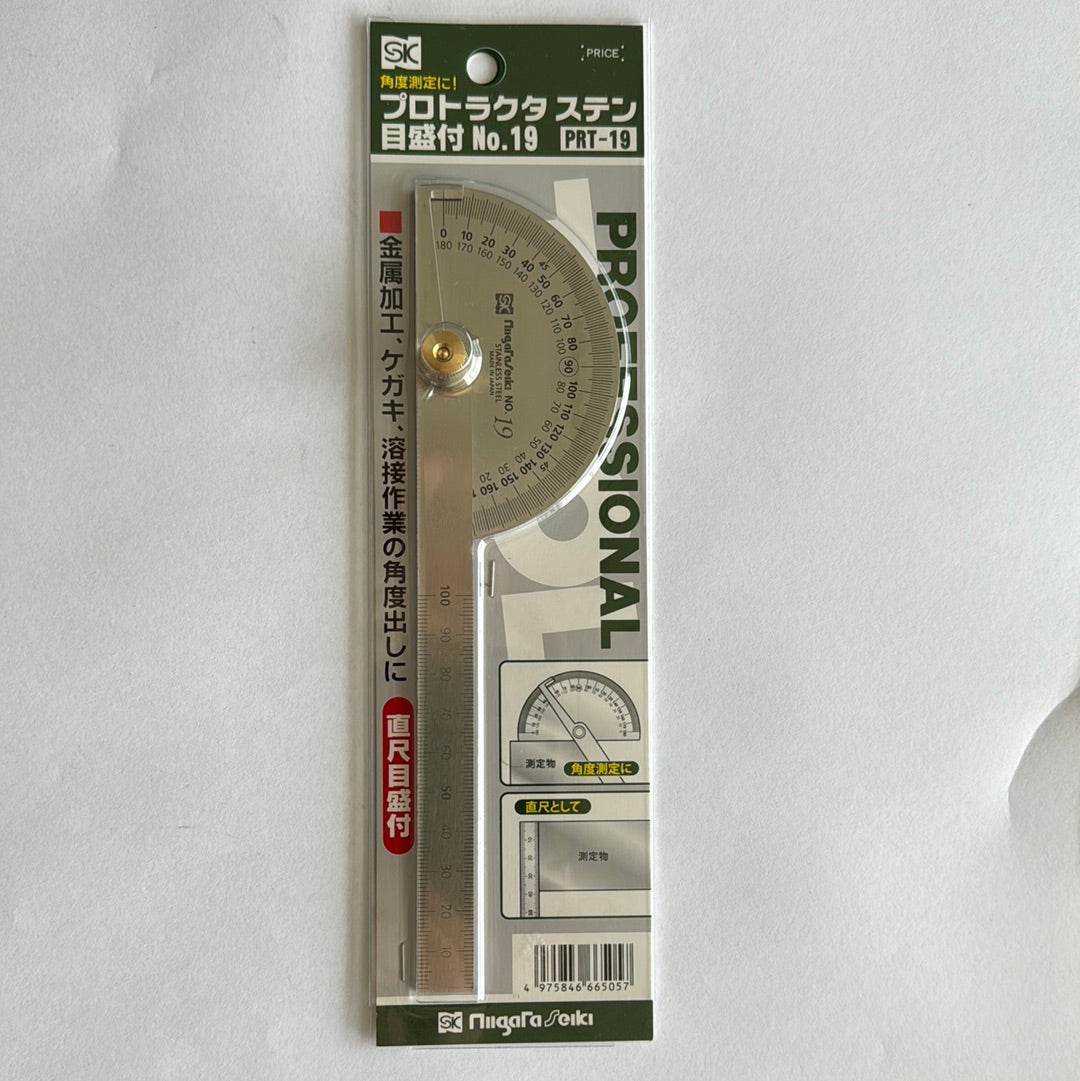 SK
PRICE
角度測定に!
プロトラクタ ステン
目盛付 No.19 PRT-19
PROFESSIONAL
■金属加工、ケガキ、溶接作業の角度出しに
直尺目盛付
0 10 20 30 40 45 50 60 70 80 90 100 110 120 130 45 140 150 160
180 170 160 150 140 130 120 110 100 80 70 60 50 40 30 20
SK Niigata Seiki NO. 19
STAINLESS STEEL
MADE IN JAPAN
100 90 80 70 60 50 40 30 20 10
測定物
角度測定に
直尺として
測定物
4 975846 665057
SK Niigata Seiki